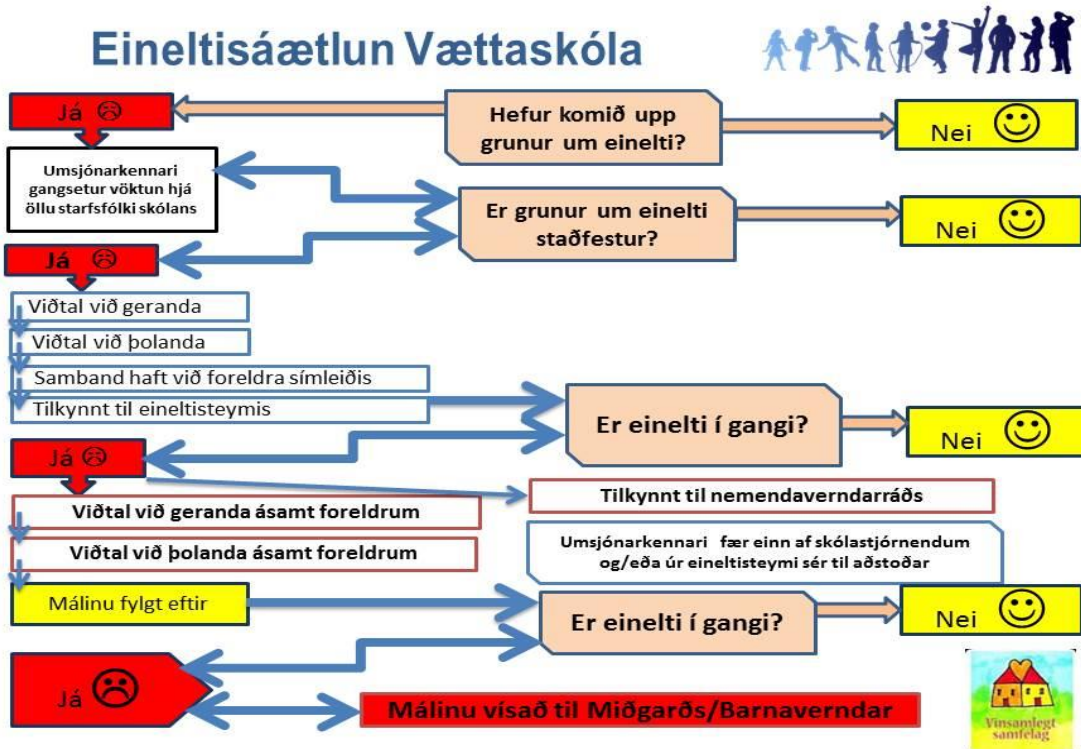 Eineltisáætlun Vættaskóla
Já
Hefur komið upp
grunur um einelti?
Nei
Umsjónarkennari
gangsetur vöktun hjá
öllu starfsfólki skólans
Er grunur um einelti
staðfestur?
Nei
Já
Viðtal við geranda
Viðtal við þolanda
Samband haft við foreldra símleiðis
Tilkynnt til eineltisteymis
Er einelti í gangi?
Nei
Já
Tilkynnt til nemendaverndarráðs
Viðtal við geranda ásamt foreldrum
Viðtal við þolanda ásamt foreldrum
Umsjónarkennari fær einn af skólastjórnendum
og/eða úr eineltisteymi sér til aðstoðar
Málinu fylgt eftir
Er einelti í gangi?
Nei
Já
Málinu vísað til Miðgarðs/Barnaverndar
Vinsamlegt
samfélag